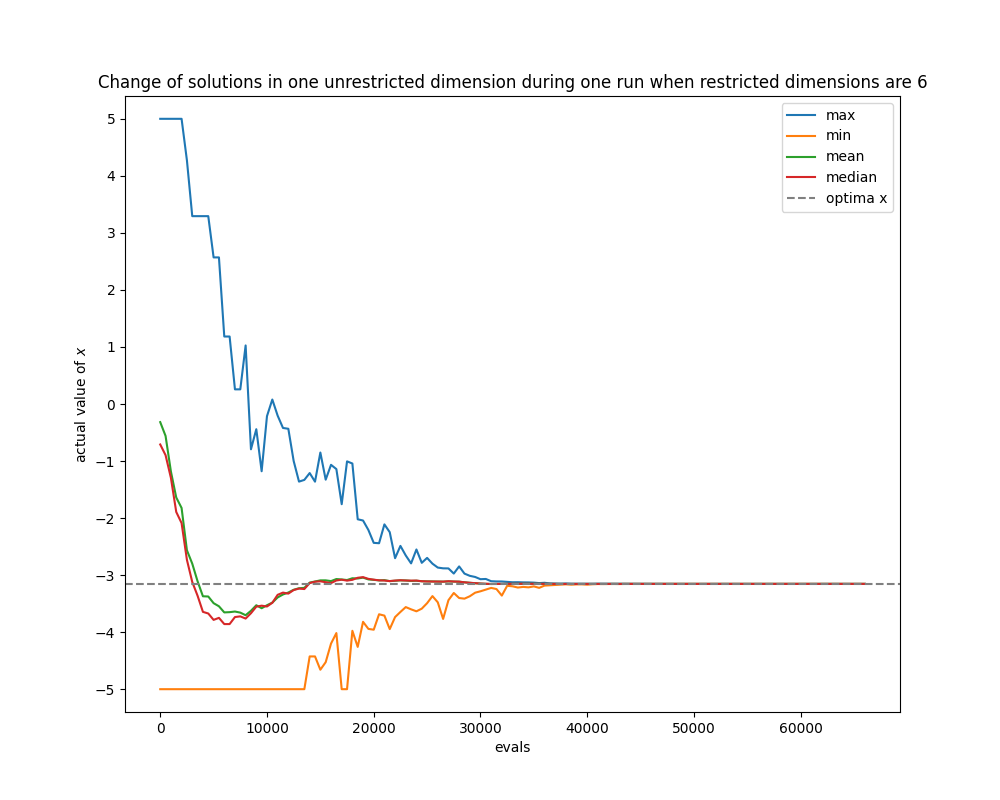 Change of solutions in one unrestricted dimension during one run when restricted dimensions are 6
max
min
mean
median
optima x
5
4
3
2
1
0
−1
−2
−3
−4
−5
actual value of x
0 10000 20000 30000 40000 50000 60000
evals